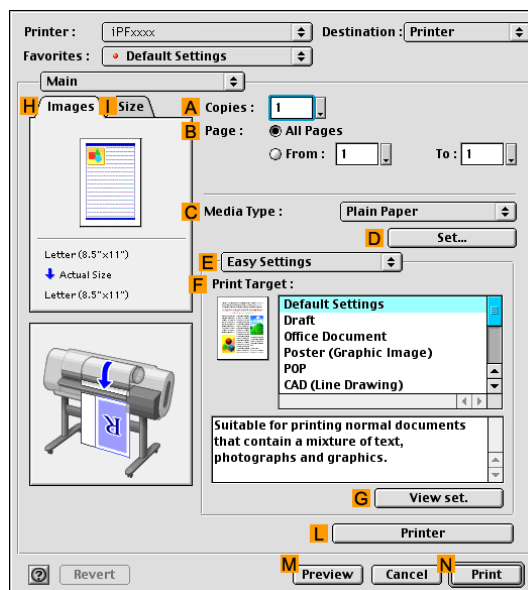 Printer : iPFxxxx Destination : Printer
Favorites : Default Settings
Main
H Images I Size
A Copies : 1
B Page : All Pages
From : 1 To : 1
C Media Type : Plain Paper
D Set...
Letter (8.5"x11")
Actual Size
Letter (8.5"x11")
E Easy Settings
F Print Target :
Default Settings
Draft
Office Document
Poster (Graphic Image)
POP
CAD (Line Drawing)
R
Suitable for printing normal documents
that contain a mixture of text,
photographs and graphics.
G View set.
L Printer
? Revert M Preview Cancel N Print